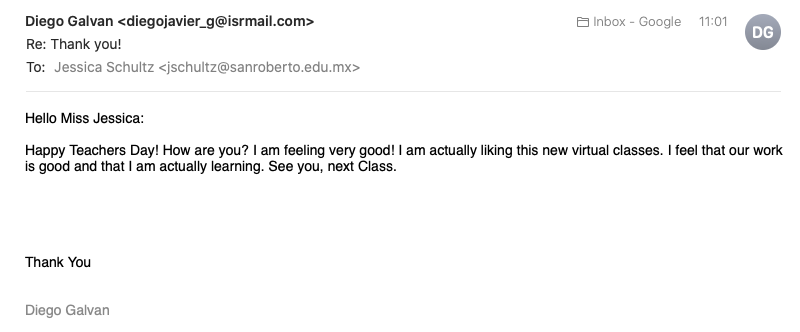 Diego Galvan <diegojavier_g@isrmail.com>
Inbox - Google 11:01
DG
Re: Thank you!
To: Jessica Schultz <jschultz@sanroberto.edu.mx>
Hello Miss Jessica:
Happy Teachers Day! How are you? I am feeling very good! I am actually liking this new virtual classes. I feel that our work
is good and that I am actually learning. See you, next Class.
Thank You
Diego Galvan